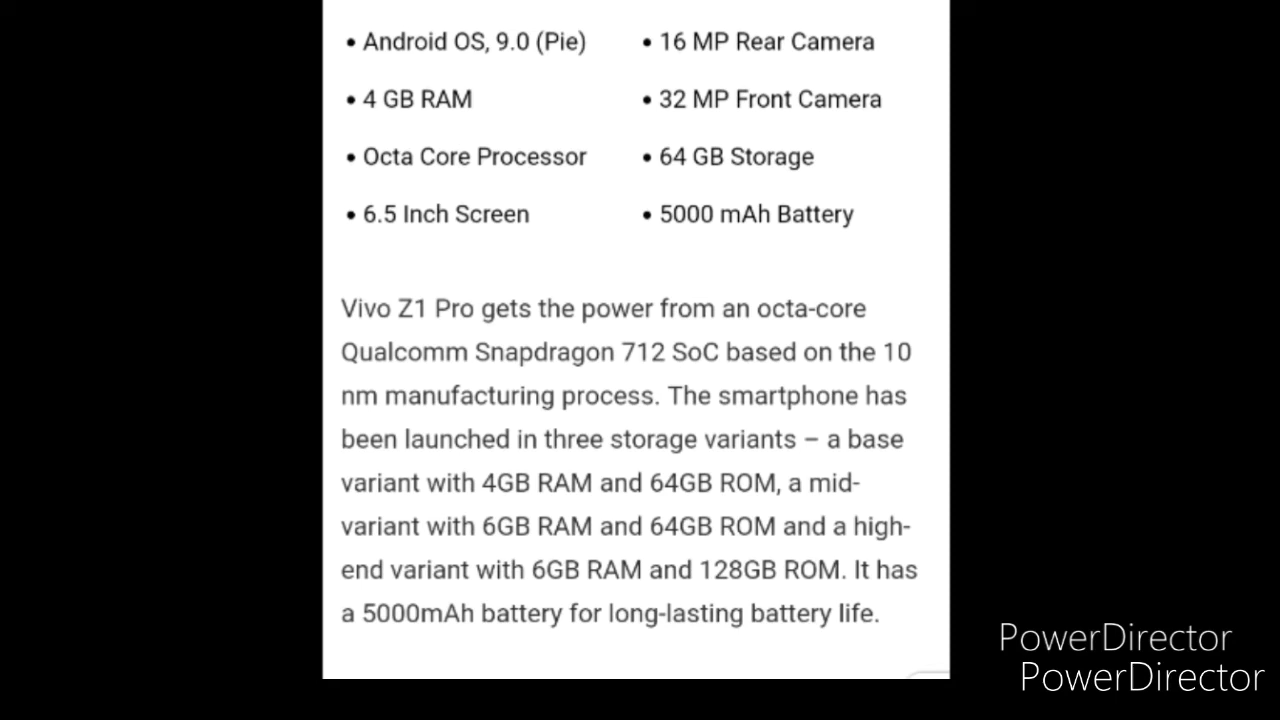 • Android OS, 9.0 (Pie)
• 16 MP Rear Camera
• 4 GB RAM
• 32 MP Front Camera
• Octa Core Processor
• 64 GB Storage
• 6.5 Inch Screen
• 5000 mAh Battery
Vivo Z1 Pro gets the power from an octa-core
Qualcomm Snapdragon 712 SoC based on the 10
nm manufacturing process. The smartphone has
been launched in three storage variants – a base
variant with 4GB RAM and 64GB ROM, a mid-
variant with 6GB RAM and 64GB ROM and a high-
end variant with 6GB RAM and 128GB ROM. It has
a 5000mAh battery for long-lasting battery life.
PowerDirector
PowerDirector